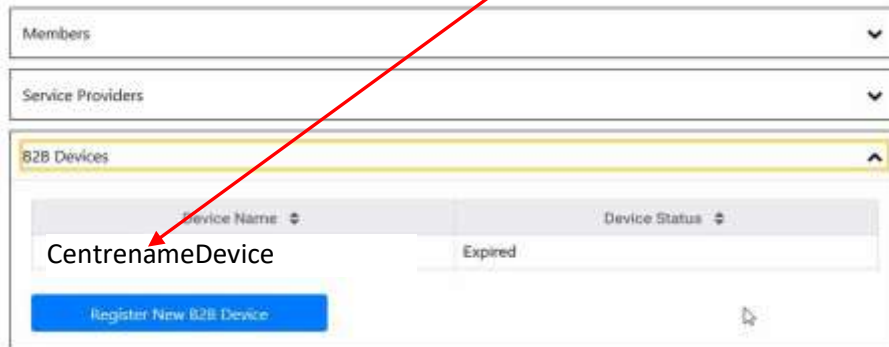 Members
Service Providers
B2B Devices
Device Name Device Status
CentrenameDevice Expired
Register New B2B Device